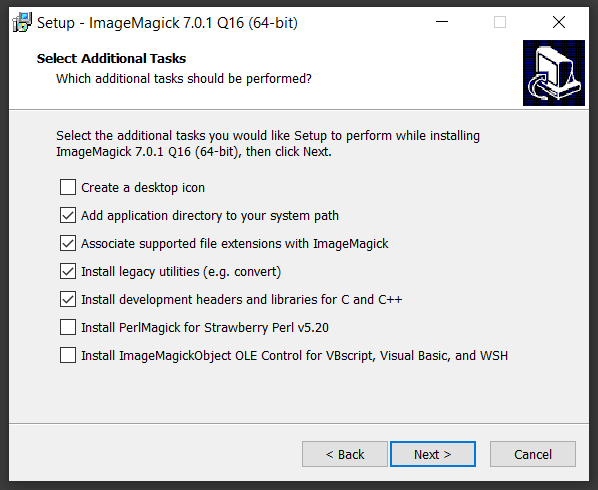 Setup - ImageMagick 7.0.1 Q16 (64-bit)
Select Additional Tasks
Which additional tasks should be performed?
Select the additional tasks you would like Setup to perform while installing
ImageMagick 7.0.1 Q16 (64-bit), then click Next.
Create a desktop icon
Add application directory to your system path
Associate supported file extensions with ImageMagick
Install legacy utilities (e.g. convert)
Install development headers and libraries for C and C++
Install PerlMagick for Strawberry Perl v5.20
Install ImageMagickObject OLE Control for VBscript, Visual Basic, and WSH
< Back
Next >
Cancel